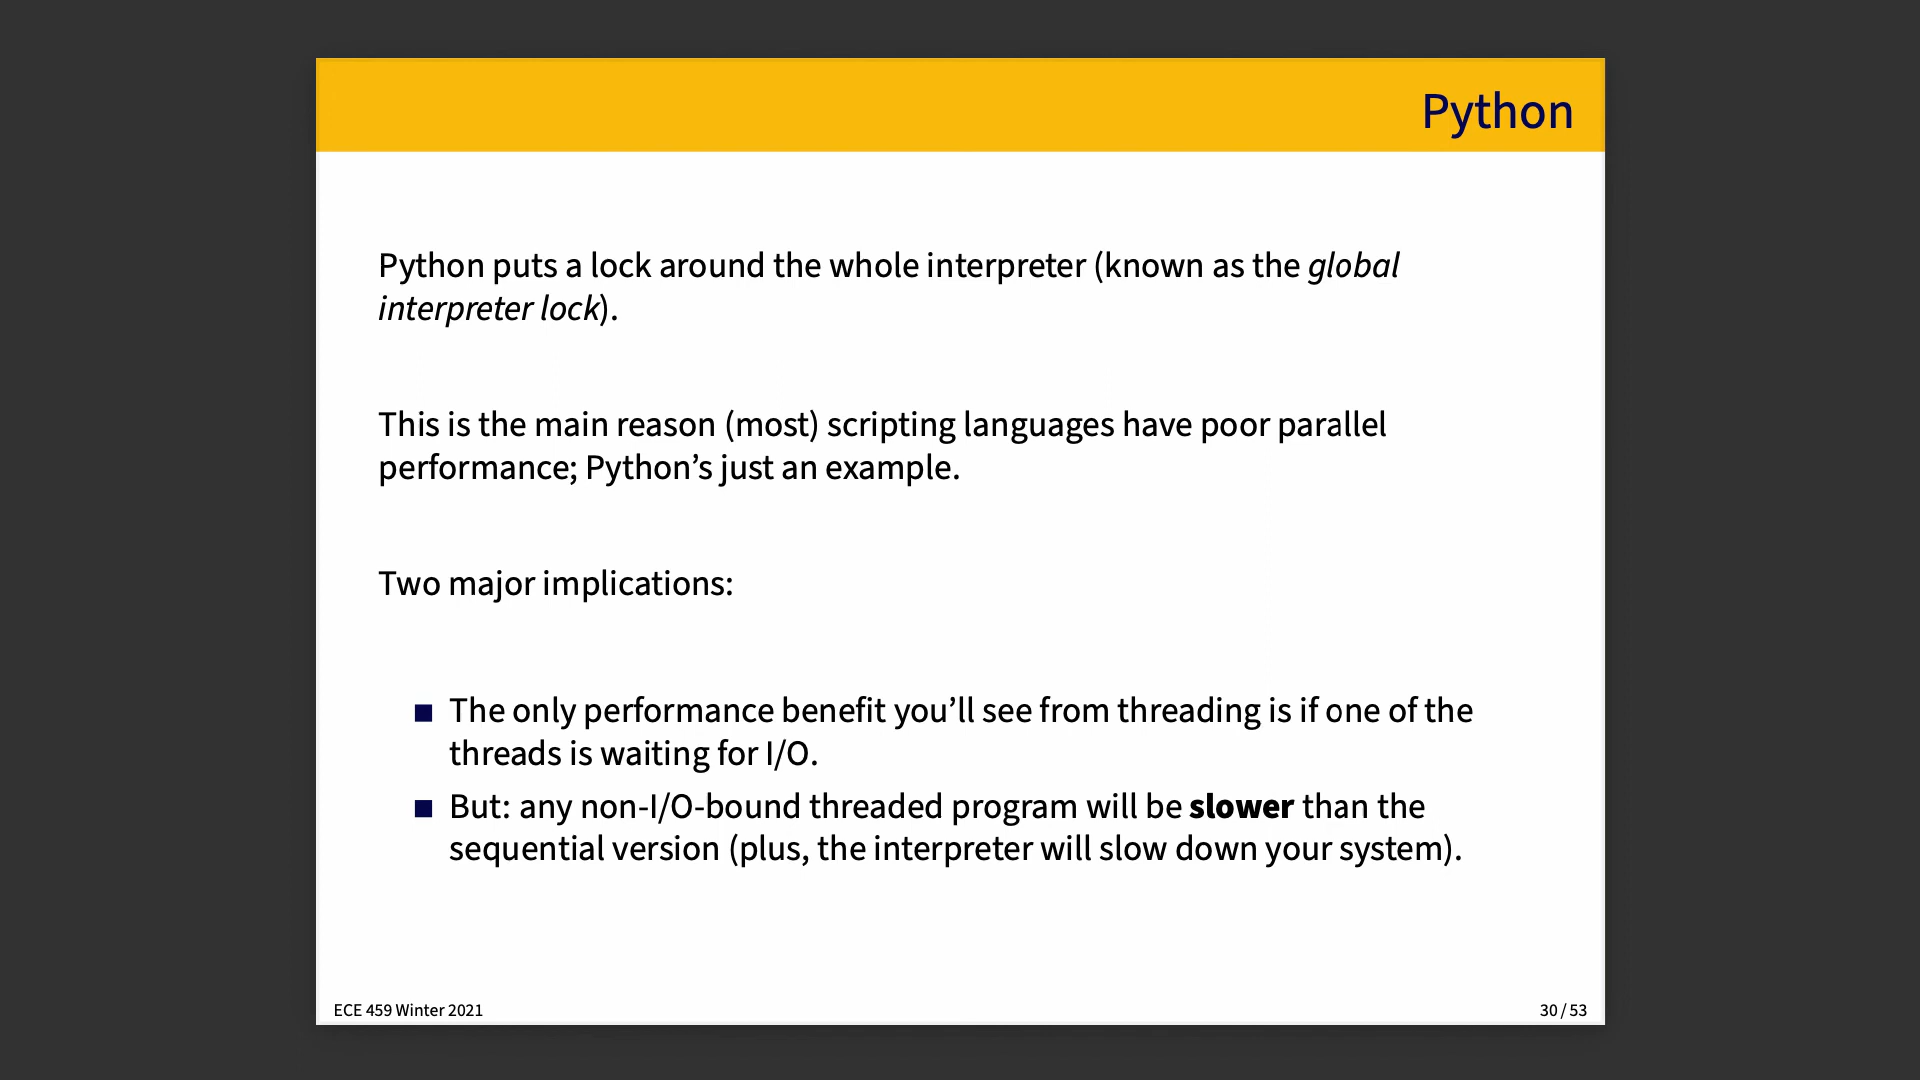 Python
Python puts a lock around the whole interpreter (known as the global
interpreter lock).
This is the main reason (most) scripting languages have poor parallel
performance; Python’s just an example.
Two major implications:
■ The only performance benefit you’ll see from threading is if one of the
threads is waiting for I/O.
■ But: any non-I/O-bound threaded program will be slower than the
sequential version (plus, the interpreter will slow down your system).
ECE 459 Winter 2021
30 / 53